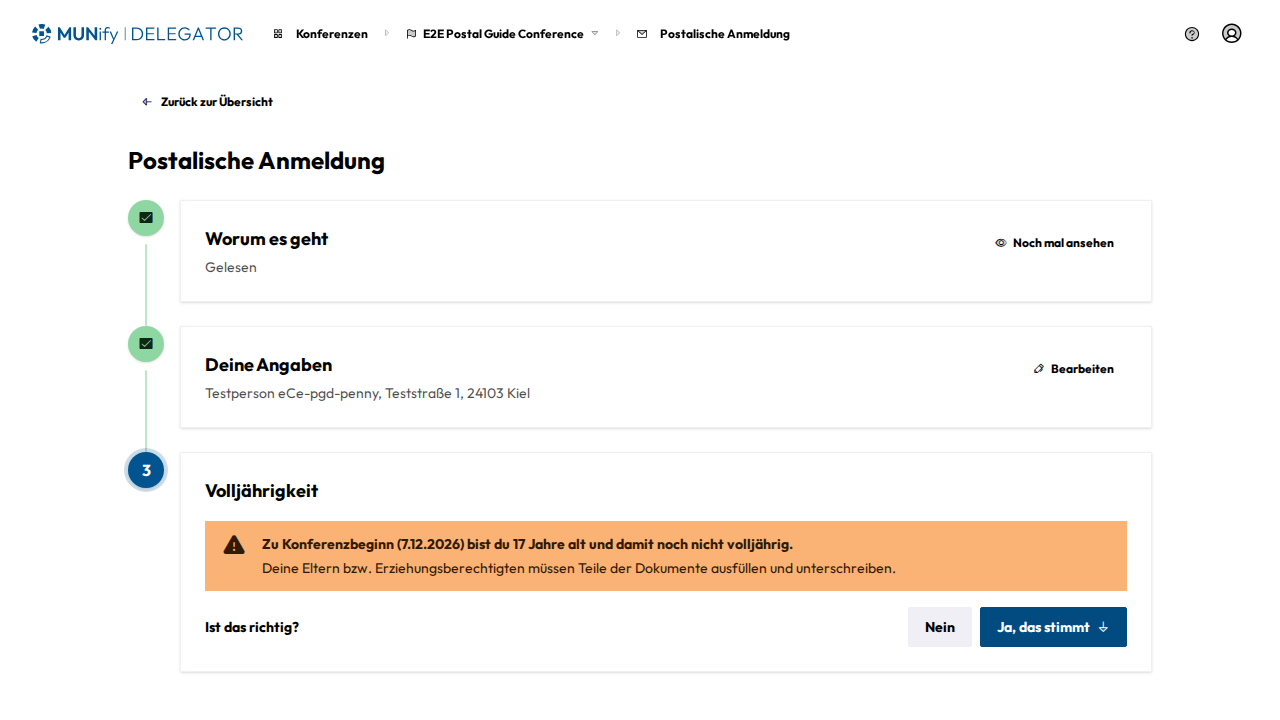 MUNify | DELEGATOR
Konferenzen
E2E Postal Guide Conference
Postalische Anmeldung
Zurück zur Übersicht
Postalische Anmeldung
Worum es geht
Noch mal ansehen
Gelesen
Deine Angaben
Bearbeiten
Testperson eCe-pgd-penny, Teststraße 1, 24103 Kiel
3
Volljährigkeit
Zu Konferenzbeginn (7.12.2026) bist du 17 Jahre alt und damit noch nicht volljährig.
Deine Eltern bzw. Erziehungsberechtigten müssen Teile der Dokumente ausfüllen und unterschreiben.
Ist das richtig?
Nein
Ja, das stimmt